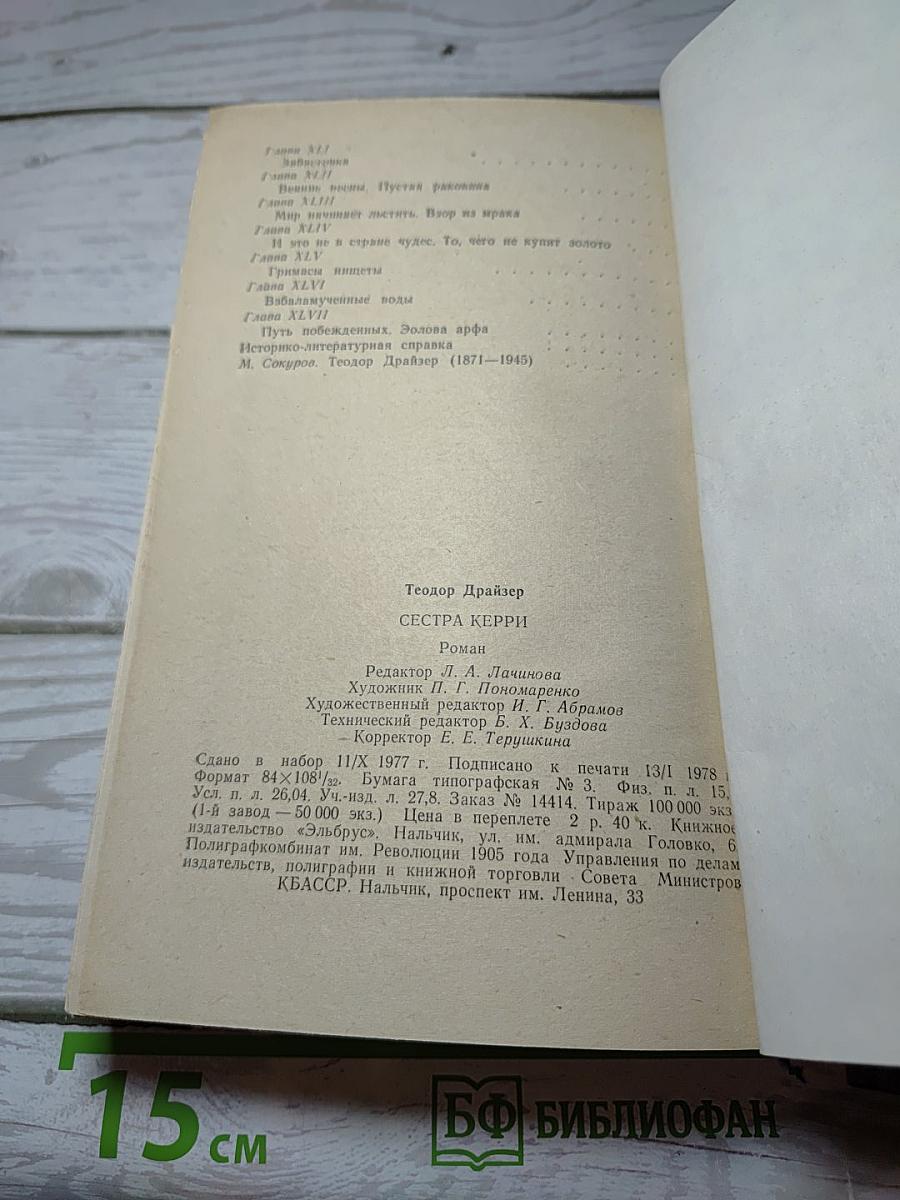 Глава XLI
Глава XLII
Веянье весны. Пустая раковина
Глава XLIII
Мир начинает льстить. Взор из мрака
Глава XLIV
И это не в стране чудес. То, чего не купит золото
Глава XLV
Гримасы нищеты
Глава XLVI
Взбаламученные воды
Глава XLVII
Путь побежденных. Эолова арфа
Историко-литературная справка
М. Сокуров. Теодор Драйзер (1871—1945)
Теодор Драйзер
СЕСТРА КЕРРИ
Роман
Редактор Л. А. Лачинова
Художник П. Г. Пономаренко
Художественный редактор И. Г. Абрамов
Технический редактор Б. Х. Буздова
Корректор Е. Е. Терушкина
Сдано в набор 11/X 1977 г. Подписано к печати 13/I 1978
Формат 84×108 1/32. Бумага типографская № 3. Физ. п. л. 15,
Усл. п. л. 26,04. Уч.-изд. л. 27,8. Заказ № 14414. Тираж 100 000 экз.
(1-й завод — 50 000 экз.) Цена в переплете 2 р. 40 к. Книжное
издательство «Эльбрус». Нальчик, ул. им. адмирала Головко, 6.
Полиграфкомбинат им. Революции 1905 года Управления по делам
издательств, полиграфии и книжной торговли Совета Министров
КБАССР. Нальчик, проспект им. Ленина, 33
15 см
БФ БИБЛИОФАН